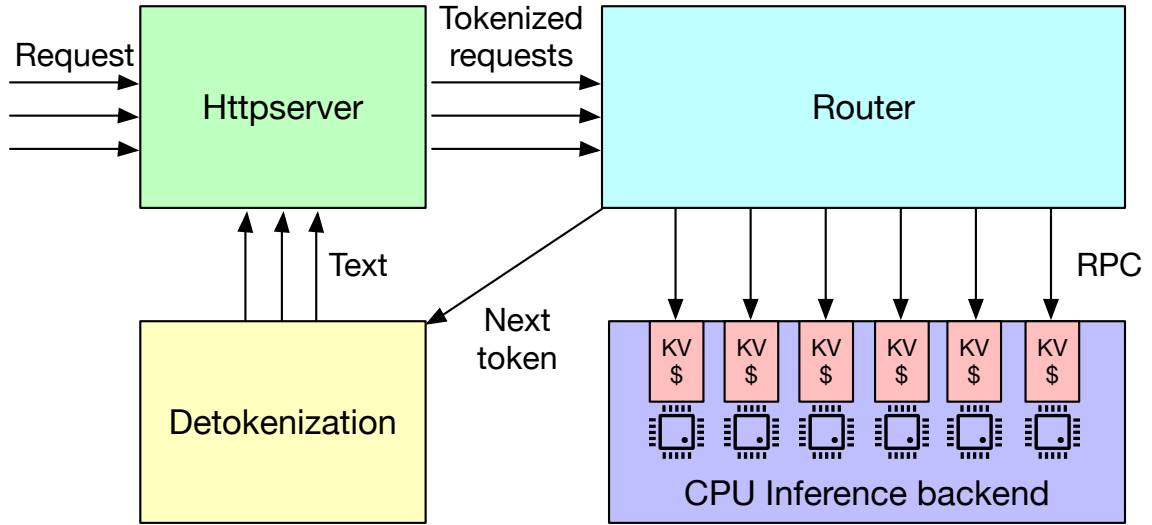 Request
Tokenized
requests
Httpserver
Router
Text
Next
token
RPC
Detokenization
KV
$
KV
$
KV
$
KV
$
KV
$
KV
$
CPU Inference backend